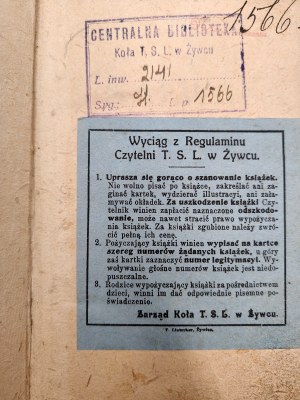 1566.
CENTRALNA BIBLIOTEKA
Koła T. S. L. w Żywcu
L. inw. 2141
Spg. L. p 1566
Wyciąg z Regulaminu
Czytelni T. S. L. w Żywcu.
1. Uprasza się gorąco o szanowanie książek.
Nie wolno pisać po książce, zakreślać ani za-
ginać kartek, wydzierać illustracyi, ani zała-
mywać okładek. Za uszkodzenie książki Czy-
telnik winien zapłacić naznaczone odszkodo-
wanie, może nawet stracić prawo wypożycza-
nia książek. Za książki zgubione należy zwró-
cić pełną ich cenę.
2. Pożyczający książki winien wypisać na kartce
szereg numerów żądanych książek, u góry
zaś kartki zaznaczyć numer legitymacyi. Wy-
woływanie głośne numerów książek jest niedo-
puszczalne.
3. Rodzice wypożyczający książki za pośrednictwem
dzieci, winni im dać odpowiednie pisemne po-
świadczenie.
Zarząd Koła T. S. L. w Żywcu.